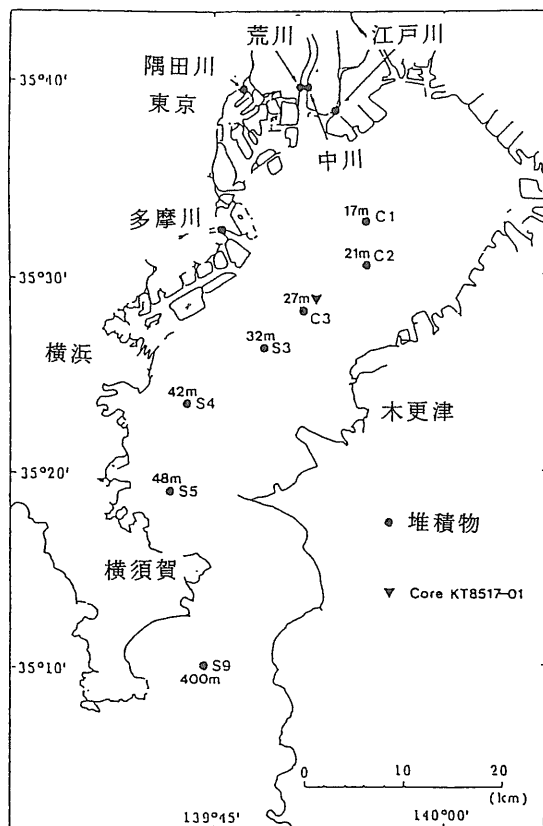 荒川
江戸川
35°10'
隅田川
東京
中川
多摩川
17m
C1
21m
C2
35°30'
27m
C3
32m
S3
横浜
42m
S4
木更津
35°20'
48m
S5
堆積物
横須賀
Core KT8517-01
35°10'
S9
400m
0 10 20
(km)
139°45' 140°00'